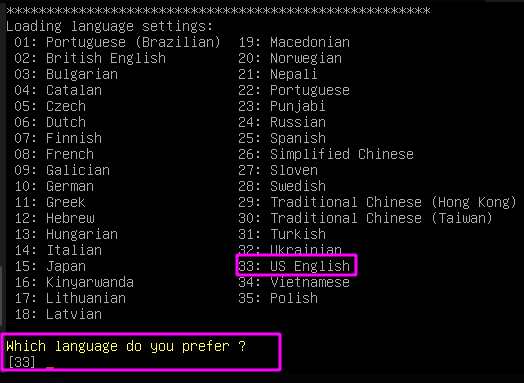 ************************************************************
Loading language settings:
01: Portuguese (Brazilian) 19: Macedonian
02: British English 20: Norwegian
03: Bulgarian 21: Nepali
04: Catalan 22: Portuguese
05: Czech 23: Punjabi
06: Dutch 24: Russian
07: Finnish 25: Spanish
08: French 26: Simplified Chinese
09: Galician 27: Sloven
10: German 28: Swedish
11: Greek 29: Traditional Chinese (Hong Kong)
12: Hebrew 30: Traditional Chinese (Taiwan)
13: Hungarian 31: Turkish
14: Italian 32: Ukrainian
15: Japan 33: US English
16: Kinyarwanda 34: Vietnamese
17: Lithuanian 35: Polish
18: Latvian
Which language do you prefer ?
[33] _